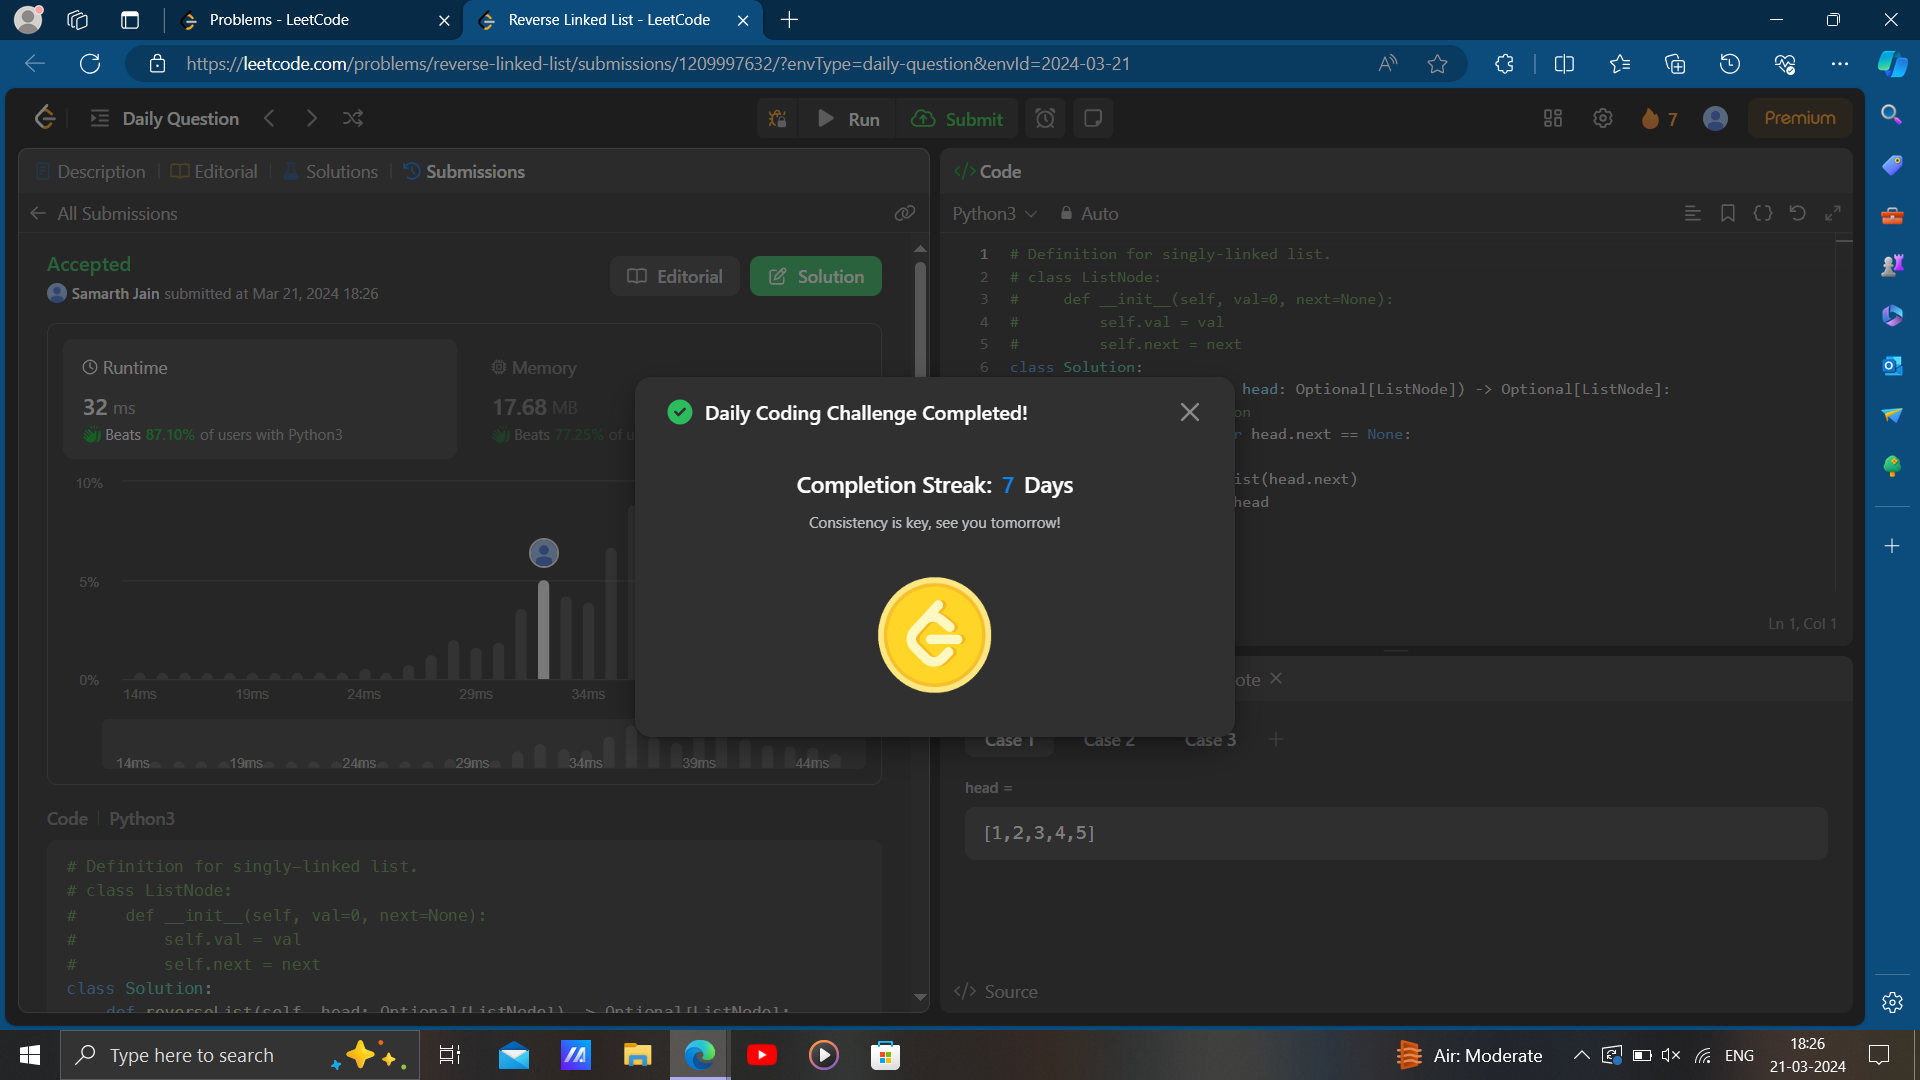 Problems - LeetCode
Reverse Linked List - LeetCode
https://leetcode.com/problems/reverse-linked-list/submissions/1209997632/?envType=daily-question&envId=2024-03-21
Daily Question
Run
Submit
7
Premium
Description
Editorial
Solutions
Submissions
All Submissions
Accepted
Samarth Jain submitted at Mar 21, 2024 18:26
Editorial
Solution
Runtime
32 ms
Beats 87.10% of users with Python3
Memory
17.68 MB
Beats 77.25% of u
10%
5%
0%
14ms 19ms 24ms 29ms 34ms
14ms 19ms 24ms 29ms 34ms 39ms 44ms
Code | Python3
# Definition for singly-linked list.
# class ListNode:
#     def __init__(self, val=0, next=None):
#         self.val = val
#         self.next = next
class Solution:
def reverseList(self, head: Optional[ListNode]) -> Optional[ListNode]:
Daily Coding Challenge Completed!
Completion Streak: 7 Days
Consistency is key, see you tomorrow!
</> Code
Python3
Auto
1 # Definition for singly-linked list.
2 # class ListNode:
3 #     def __init__(self, val=0, next=None):
4 #         self.val = val
5 #         self.next = next
6 class Solution:
head: Optional[ListNode]) -> Optional[ListNode]:
on
r head.next == None:
ist(head.next)
head
Ln 1, Col 1
ote
Case 1 Case 2 Case 3 +
head =
[1,2,3,4,5]
</> Source
Type here to search
Air: Moderate
ENG
18:26
21-03-2024